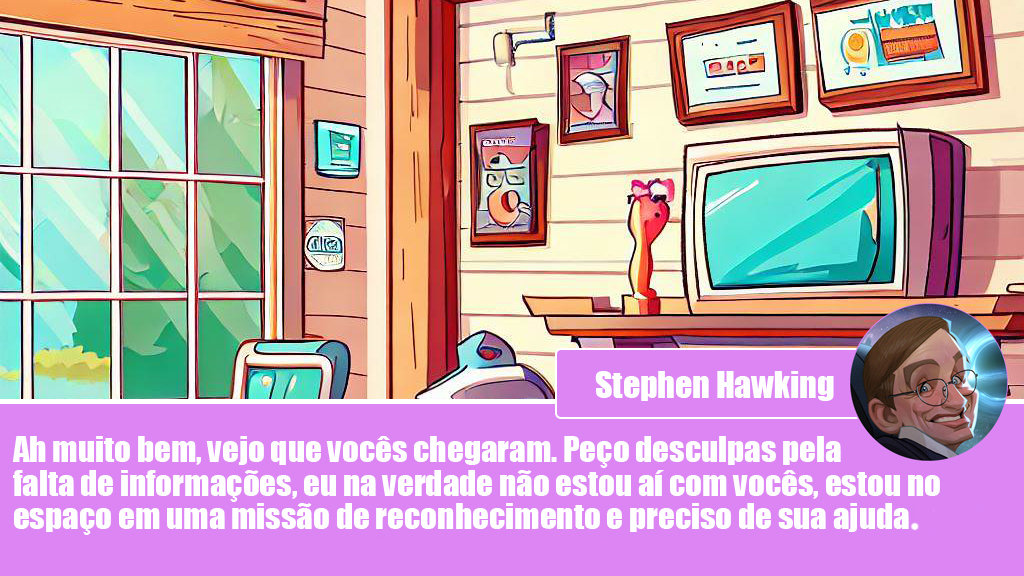 Stephen Hawking
Ah muito bem, vejo que vocês chegaram. Peço desculpas pela
falta de informações, eu na verdade não estou aí com vocês, estou no
espaço em uma missão de reconhecimento e preciso de sua ajuda.